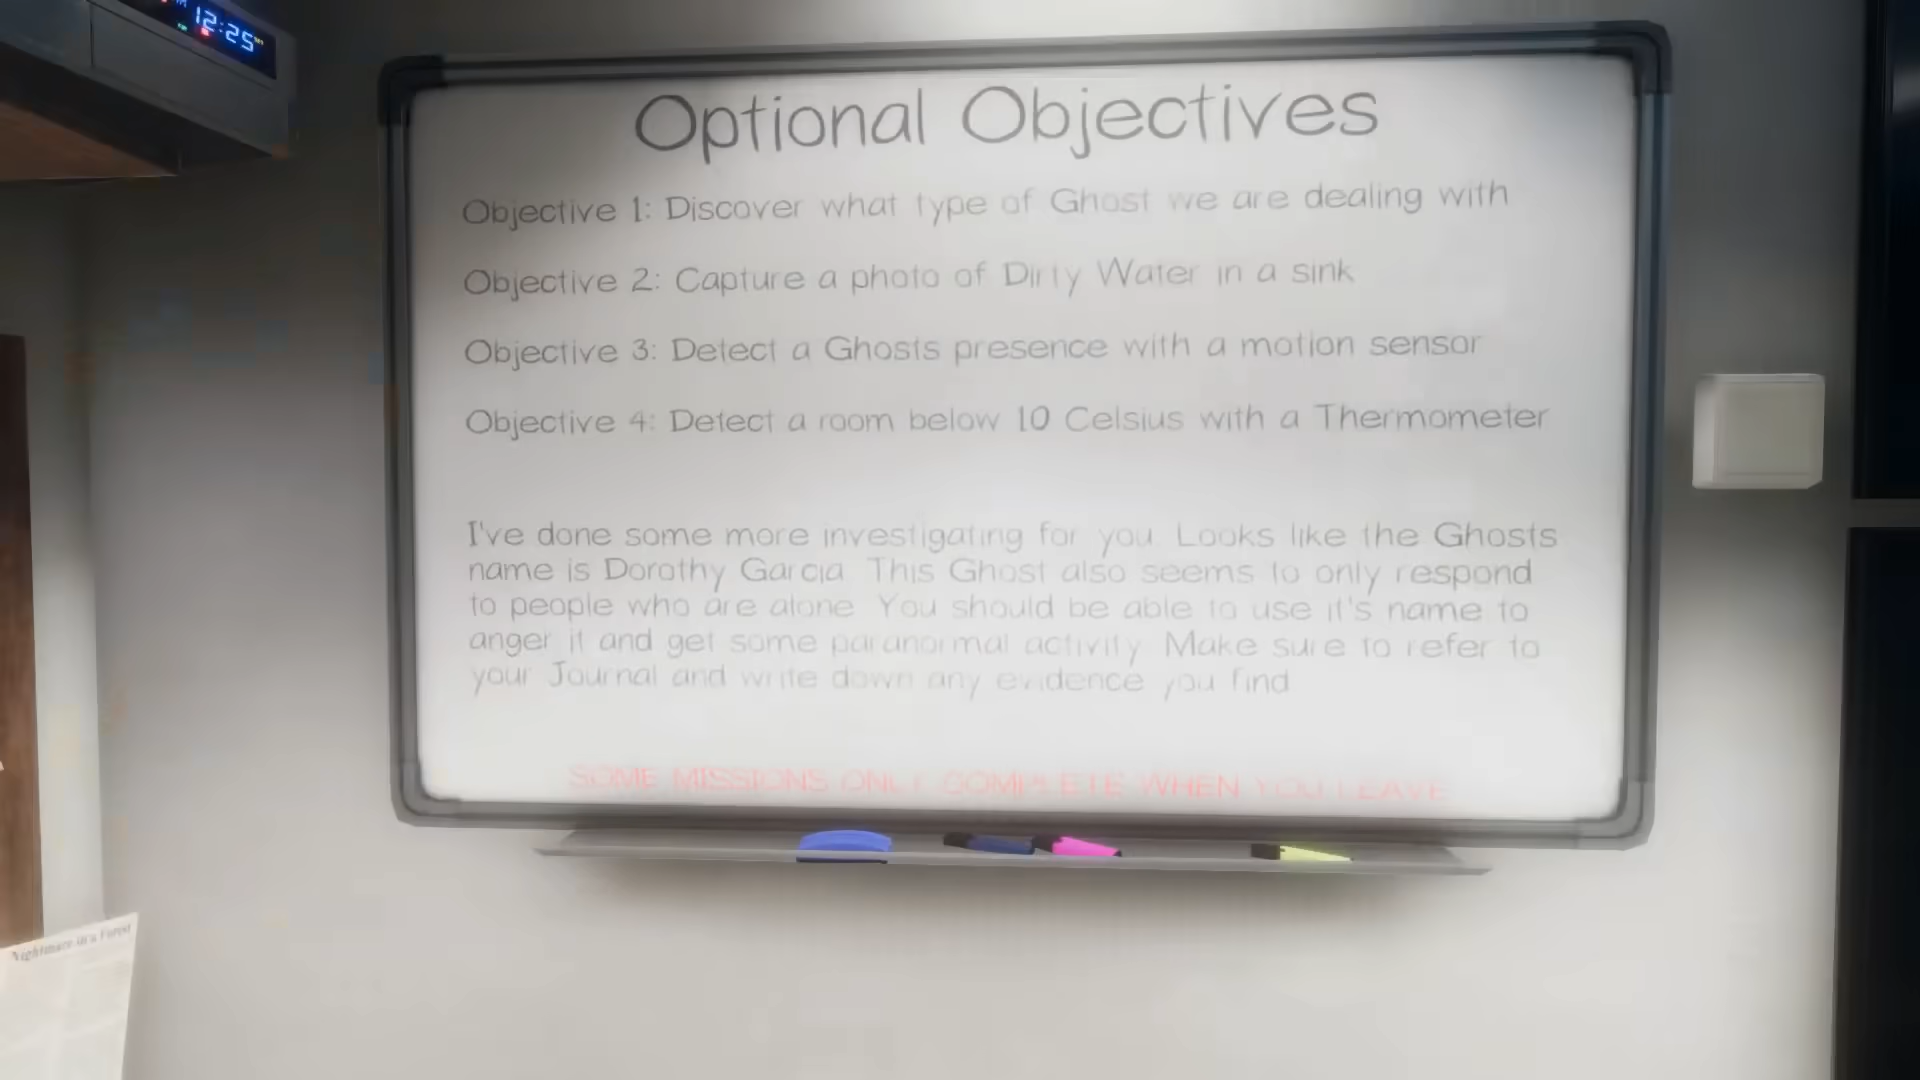 12:25
Optional Objectives
Objective 1: Discover what type of Ghost we are dealing with
Objective 2: Capture a photo of Dirty Water in a sink
Objective 3: Detect a Ghosts presence with a motion sensor
Objective 4: Detect a room below 10 Celsius with a Thermometer
I've done some more investigating for you. Looks like the Ghosts
name is Dorothy Garcia. This Ghost also seems to only respond
to people who are alone. You should be able to use it's name to
anger it and get some paranormal activity. Make sure to refer to
your Journal and write down any evidence you find
SOME MISSIONS ONLY COMPLETE WHEN YOU LEAVE
Nightmare in a Forest